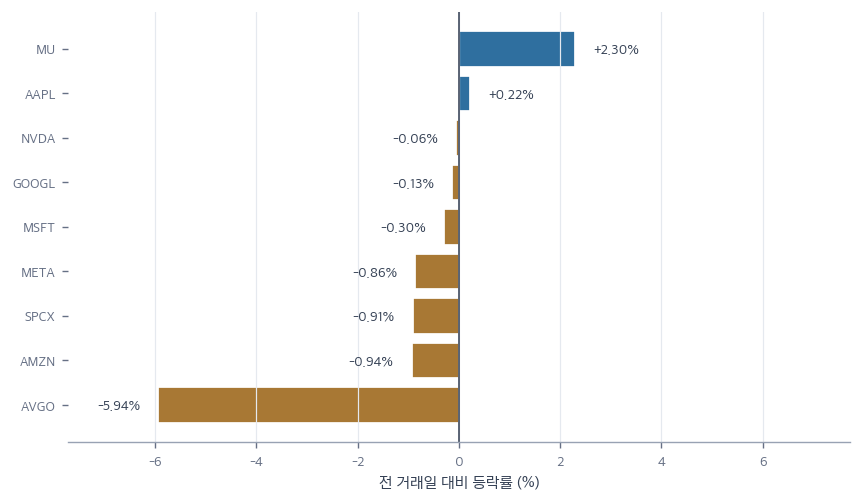 MU +2.30%
AAPL +0.22%
NVDA -0.06%
GOOGL -0.13%
MSFT -0.30%
META -0.86%
SPCX -0.91%
AMZN -0.94%
AVGO -5.94%
-6 -4 -2 0 2 4 6
전 거래일 대비 등락률 (%)